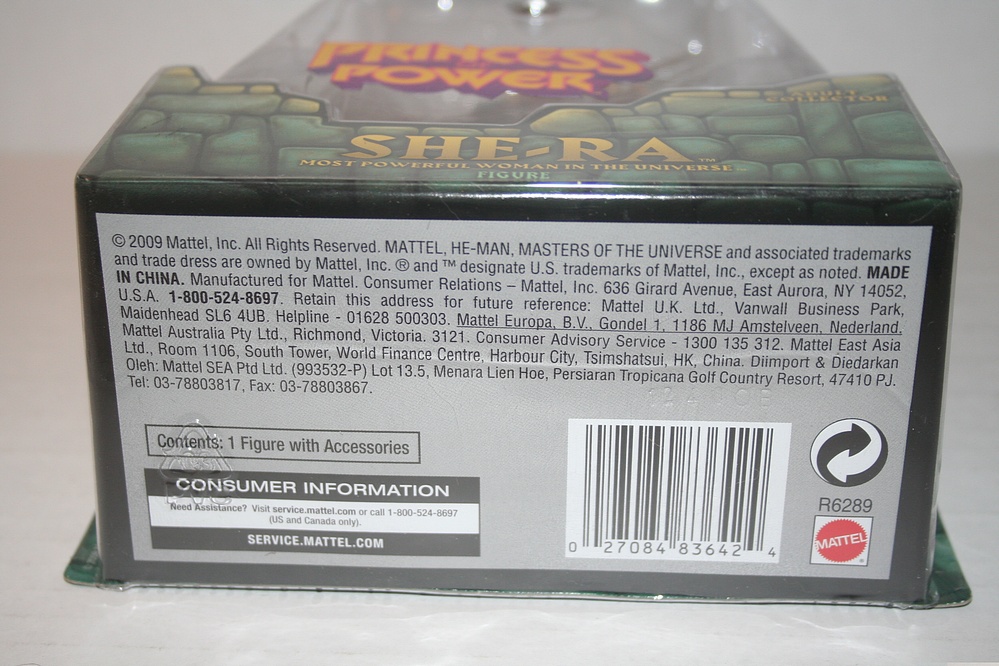 PRINCESS
POWER
ADULT
COLLECTOR
SHE-RA™
MOST POWERFUL WOMAN IN THE UNIVERSE™
FIGURE
© 2009 Mattel, Inc. All Rights Reserved. MATTEL, HE-MAN, MASTERS OF THE UNIVERSE and associated trademarks
and trade dress are owned by Mattel, Inc. ® and ™ designate U.S. trademarks of Mattel, Inc., except as noted. MADE
IN CHINA. Manufactured for Mattel. Consumer Relations – Mattel, Inc. 636 Girard Avenue, East Aurora, NY 14052,
U.S.A. 1-800-524-8697. Retain this address for future reference: Mattel U.K. Ltd., Vanwall Business Park,
Maidenhead SL6 4UB. Helpline - 01628 500303. Mattel Europa, B.V., Gondel 1, 1186 MJ Amstelveen, Nederland.
Mattel Australia Pty Ltd., Richmond, Victoria. 3121. Consumer Advisory Service - 1300 135 312. Mattel East Asia
Ltd., Room 1106, South Tower, World Finance Centre, Harbour City, Tsimshatsui, HK, China. Diimport & Diedarkan
Oleh: Mattel SEA Ptd Ltd. (993532-P) Lot 13.5, Menara Lien Hoe, Persiaran Tropicana Golf Country Resort, 47410 PJ.
Tel: 03-78803817, Fax: 03-78803867.
Contents: 1 Figure with Accessories
CONSUMER INFORMATION
Need Assistance? Visit service.mattel.com or call 1-800-524-8697
(US and Canada only).
SERVICE.MATTEL.COM
0 27084 83642 4
R6289
MATTEL®